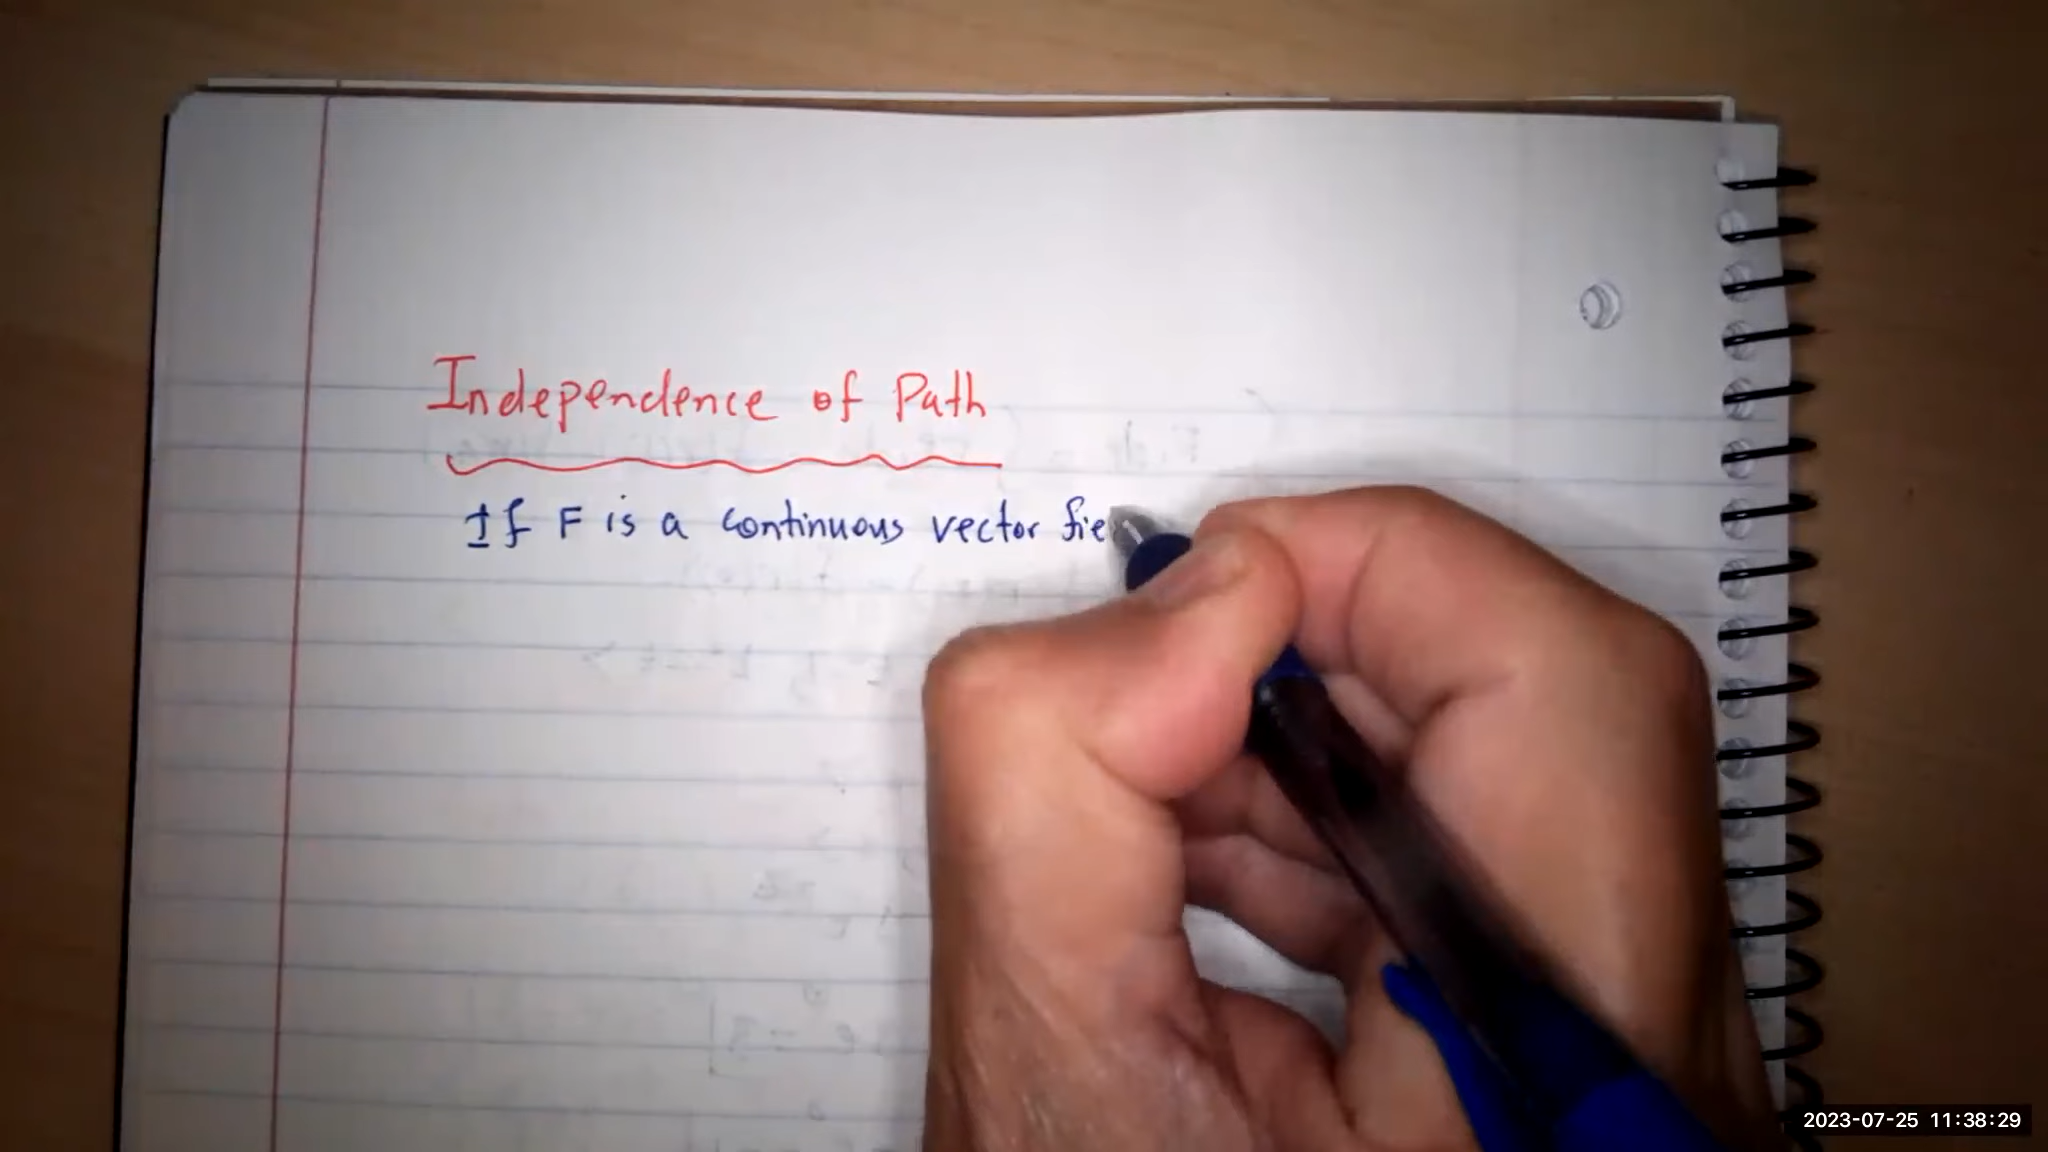 Independence of Path
If F is a continuous vector fie
2023-07-25 11:38:29